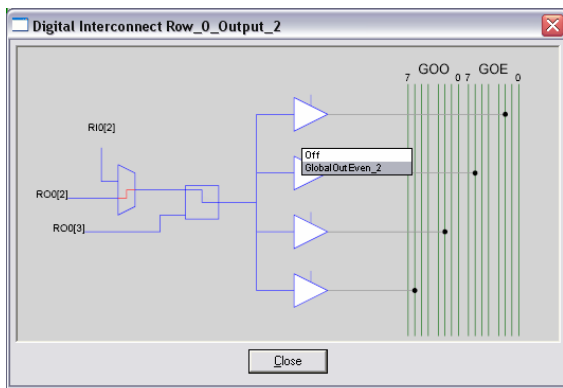 Digital Interconnect Row_0_Output_2
GOO GOE
7 0 7 0
RI0[2]
Off
GlobalOutEven_2
RO0[2]
RO0[3]
Close